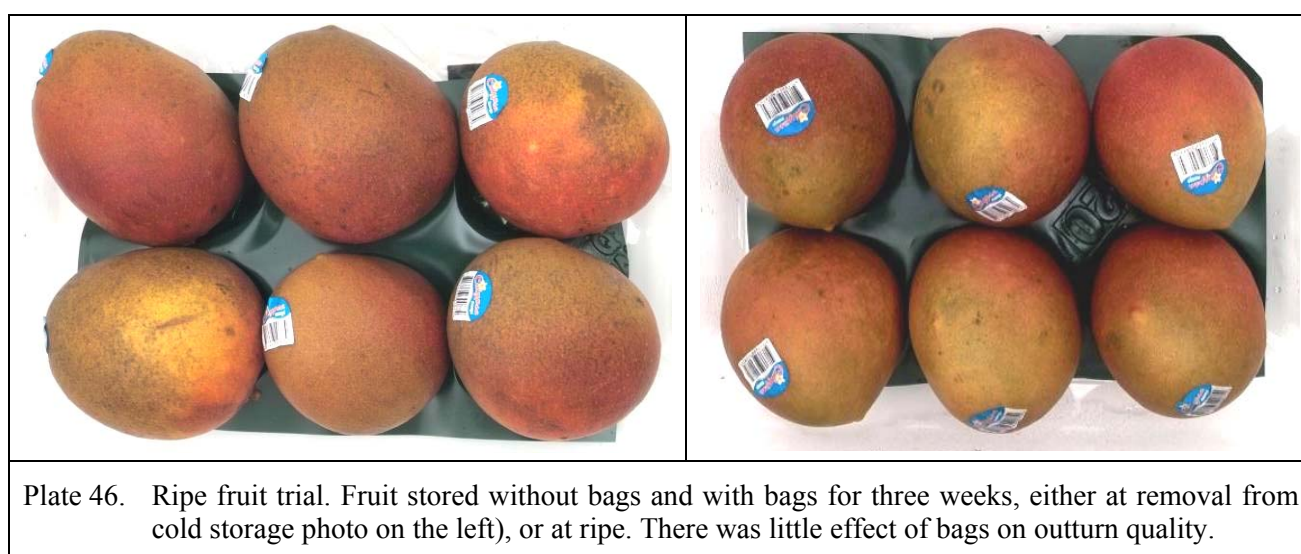 Plate 46. Ripe fruit trial. Fruit stored without bags and with bags for three weeks, either at removal from
cold storage photo on the left), or at ripe. There was little effect of bags on outturn quality.